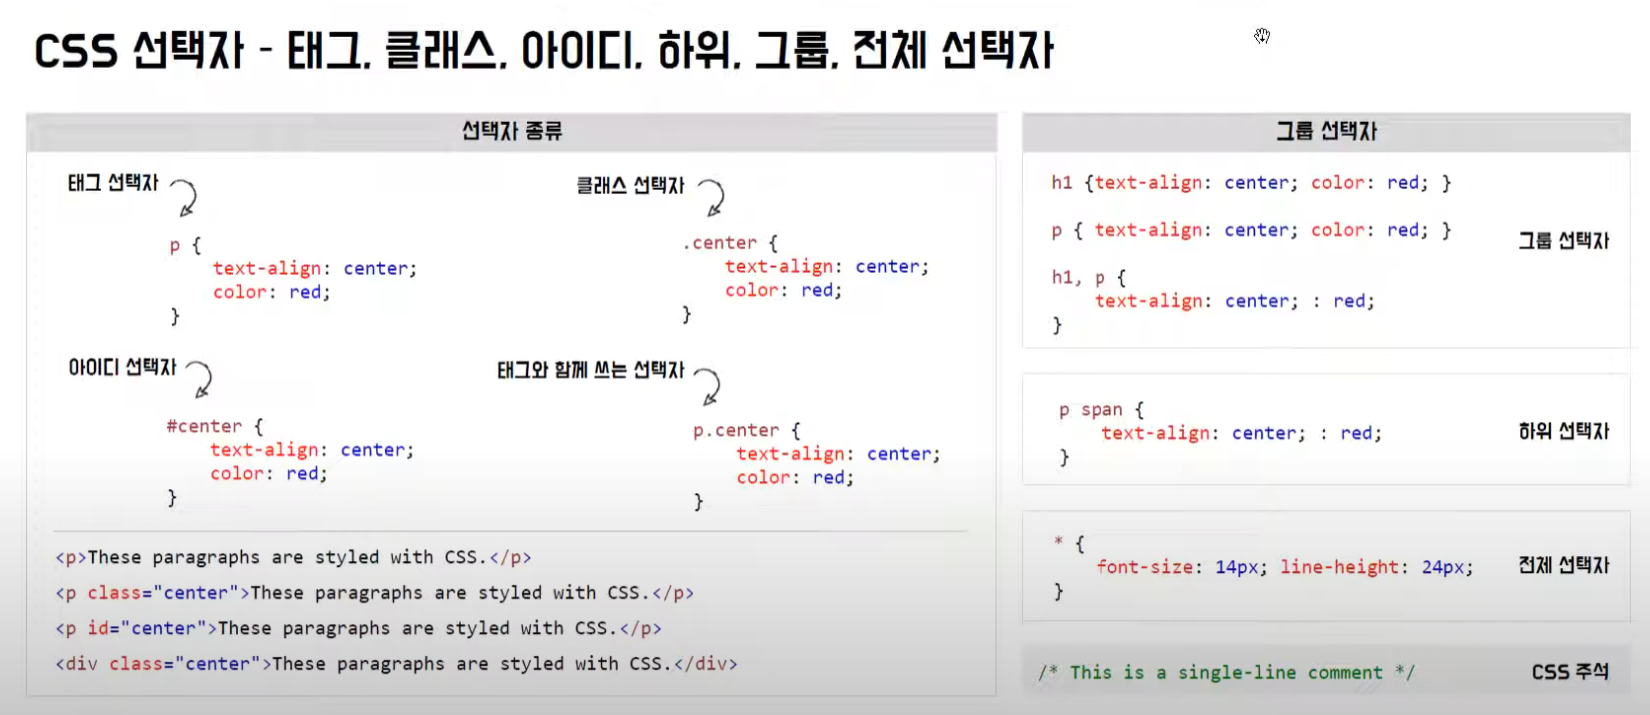 CSS 선택자 - 태그, 클래스, 아이디, 하위, 그룹, 전체 선택자
선택자 종류
태그 선택자
p {
text-align: center;
color: red;
}
클래스 선택자
.center {
text-align: center;
color: red;
}
아이디 선택자
#center {
text-align: center;
color: red;
}
태그와 함께 쓰는 선택자
p.center {
text-align: center;
color: red;
}
<p>These paragraphs are styled with CSS.</p>
<p class="center">These paragraphs are styled with CSS.</p>
<p id="center">These paragraphs are styled with CSS.</p>
<div class="center">These paragraphs are styled with CSS.</div>
그룹 선택자
h1 {text-align: center; color: red; }
p { text-align: center; color: red; }
그룹 선택자
h1, p {
text-align: center; : red;
}
p span {
text-align: center; : red;
}
하위 선택자
* {
font-size: 14px; line-height: 24px;
}
전체 선택자
/* This is a single-line comment */
CSS 주석